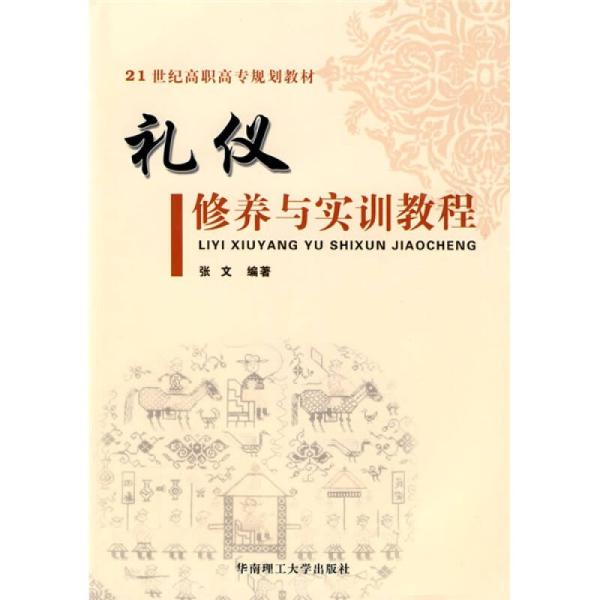 21世纪高职高专规划教材
礼仪
修养与实训教程
LIYI XIUYANG YU SHIXUN JIAOCHENG
张 文 编著
华南理工大学出版社